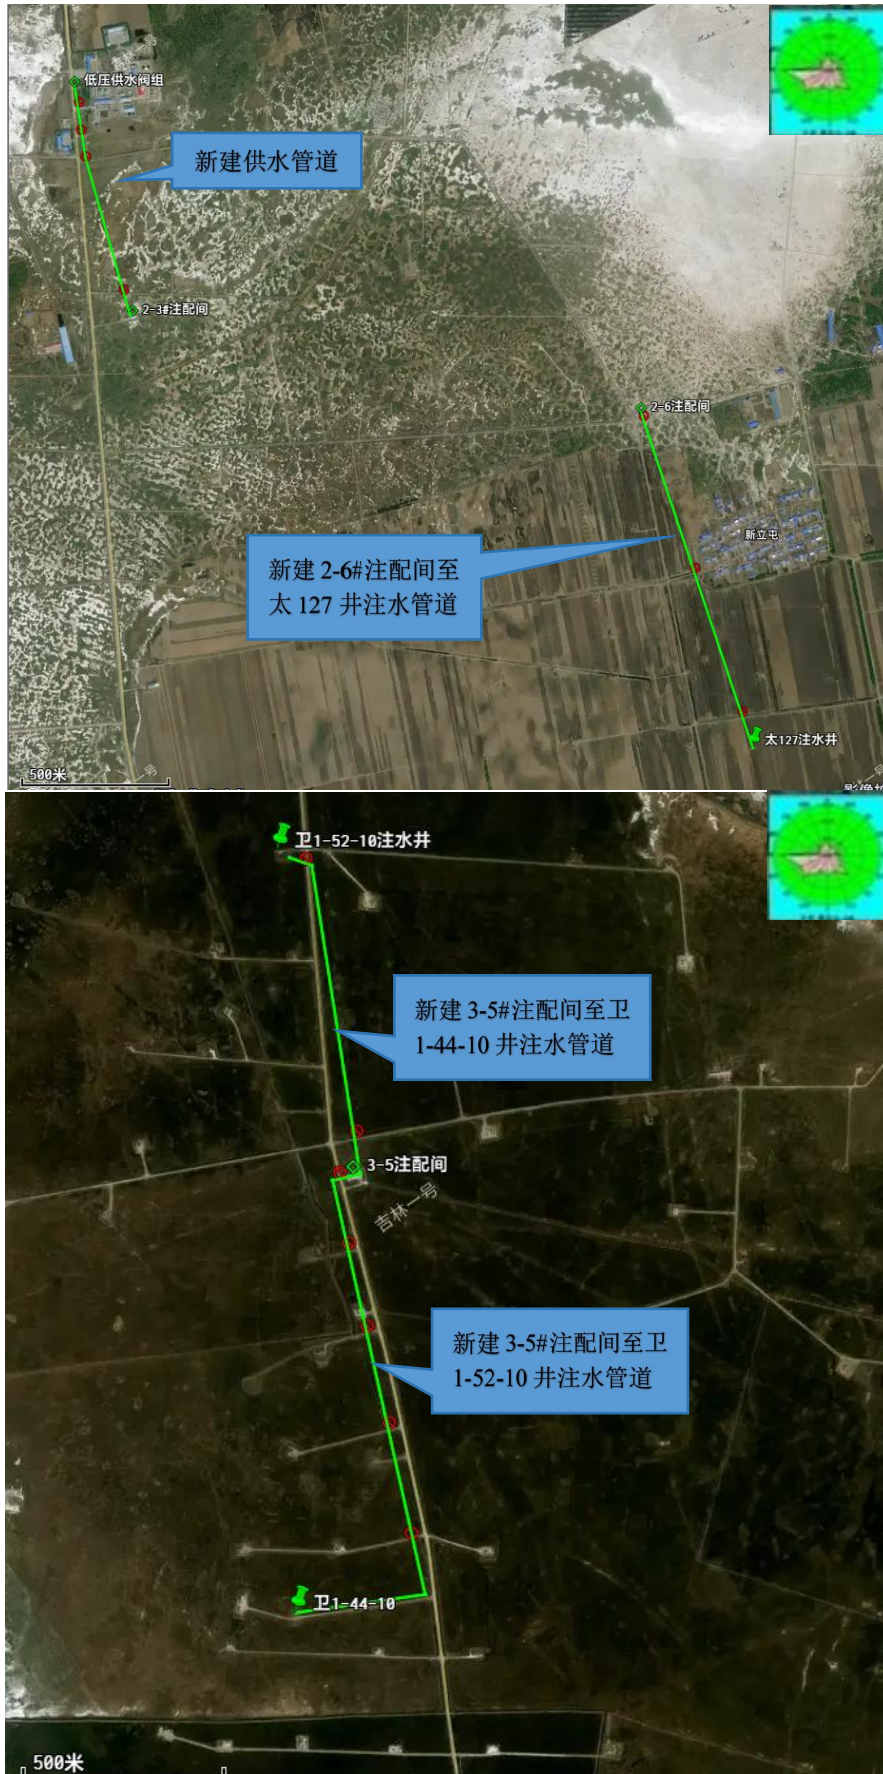 低压供水阀组
新建供水管道
2-3#注配间
2-6注配间
新立屯
新建 2-6#注配间至
太 127 井注水管道
太127注水井
500米
卫1-52-10注水井
新建 3-5#注配间至卫
1-44-10 井注水管道
3-5注配间
吉林一号
新建 3-5#注配间至卫
1-52-10 井注水管道
卫1-44-10
500米